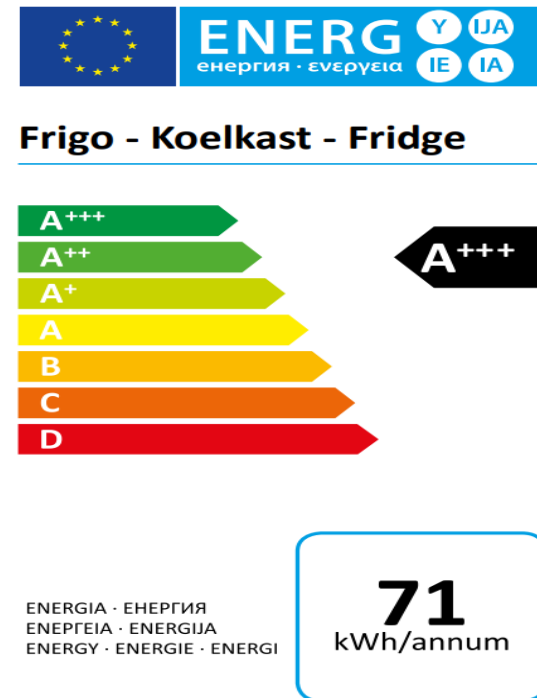 ENERG Y IJA
енергия · ενεργεια IE IA
Frigo - Koelkast - Fridge
A+++
A+++
A++
A+
A
B
C
D
71
kWh/annum
ENERGIA · ЕНЕРГИЯ
ΕΝΕΡΓΕΙΑ · ENERGIJA
ENERGY · ENERGIE · ENERGI